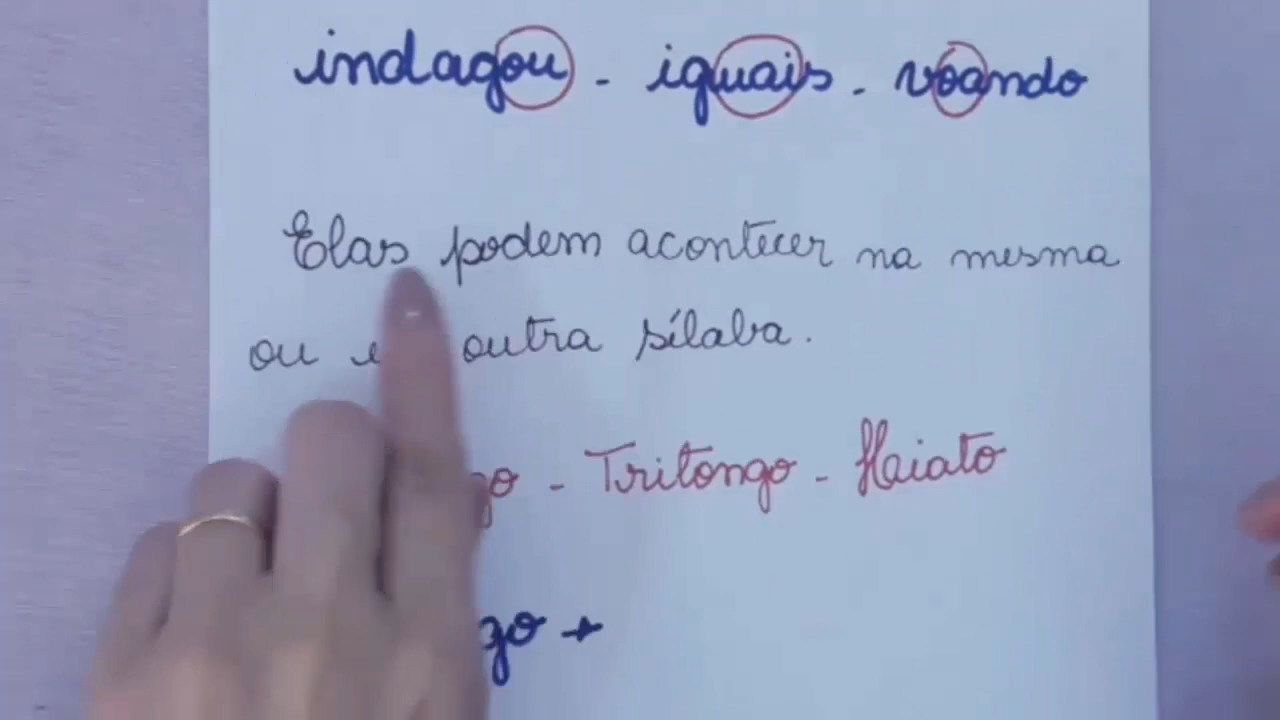 indagou - iguais - voando
Elas podem acontecer na mesma
ou outra sílaba.
- Tritongo - Hiato